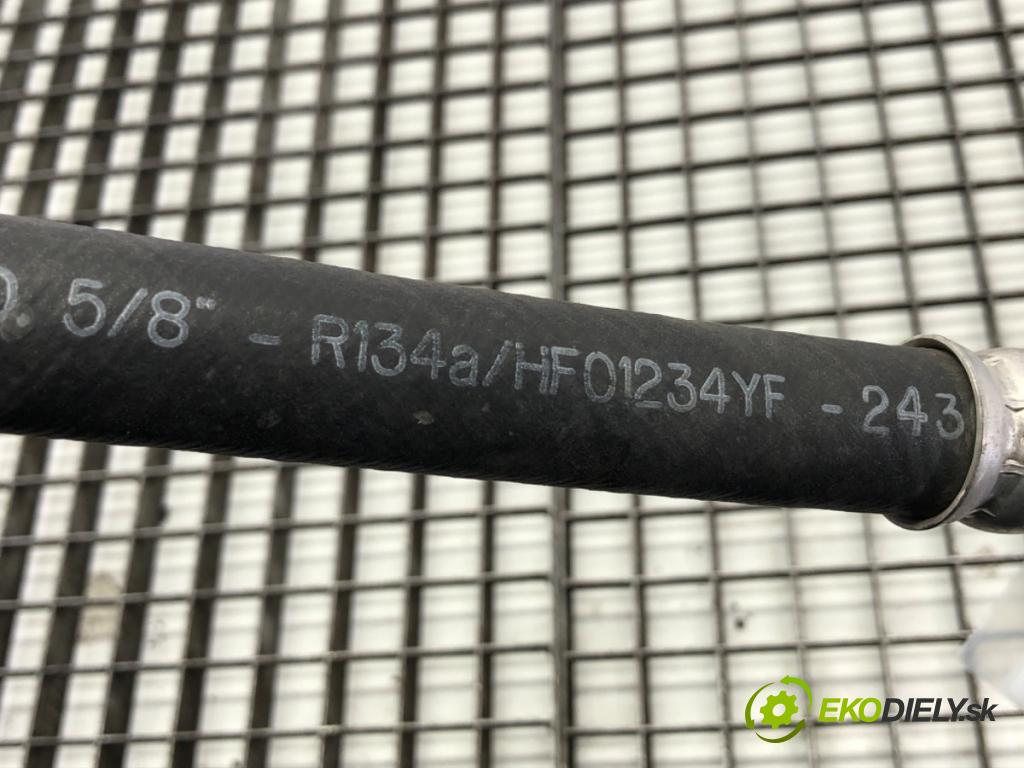 5/8" - R134a/HFO1234YF - 243
EKODIELY.sk